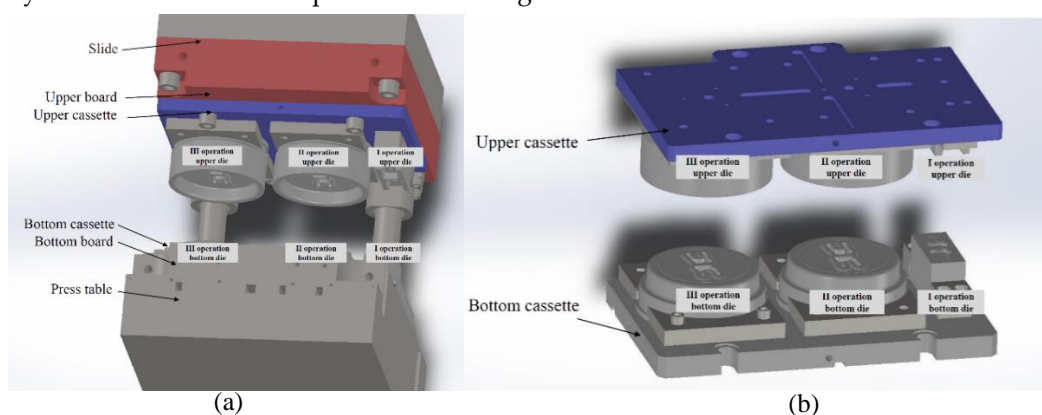 Slide
Upper board
Upper cassette
III operation
upper die
II operation
upper die
I operation
upper die
Bottom cassette
Bottom board
III operation
bottom die
II operation
bottom die
I operation
bottom die
Press table
(a)
Upper cassette
III operation
upper die
II operation
upper die
I operation
upper die
III operation
bottom die
II operation
bottom die
I operation
bottom die
Bottom cassette
(b)